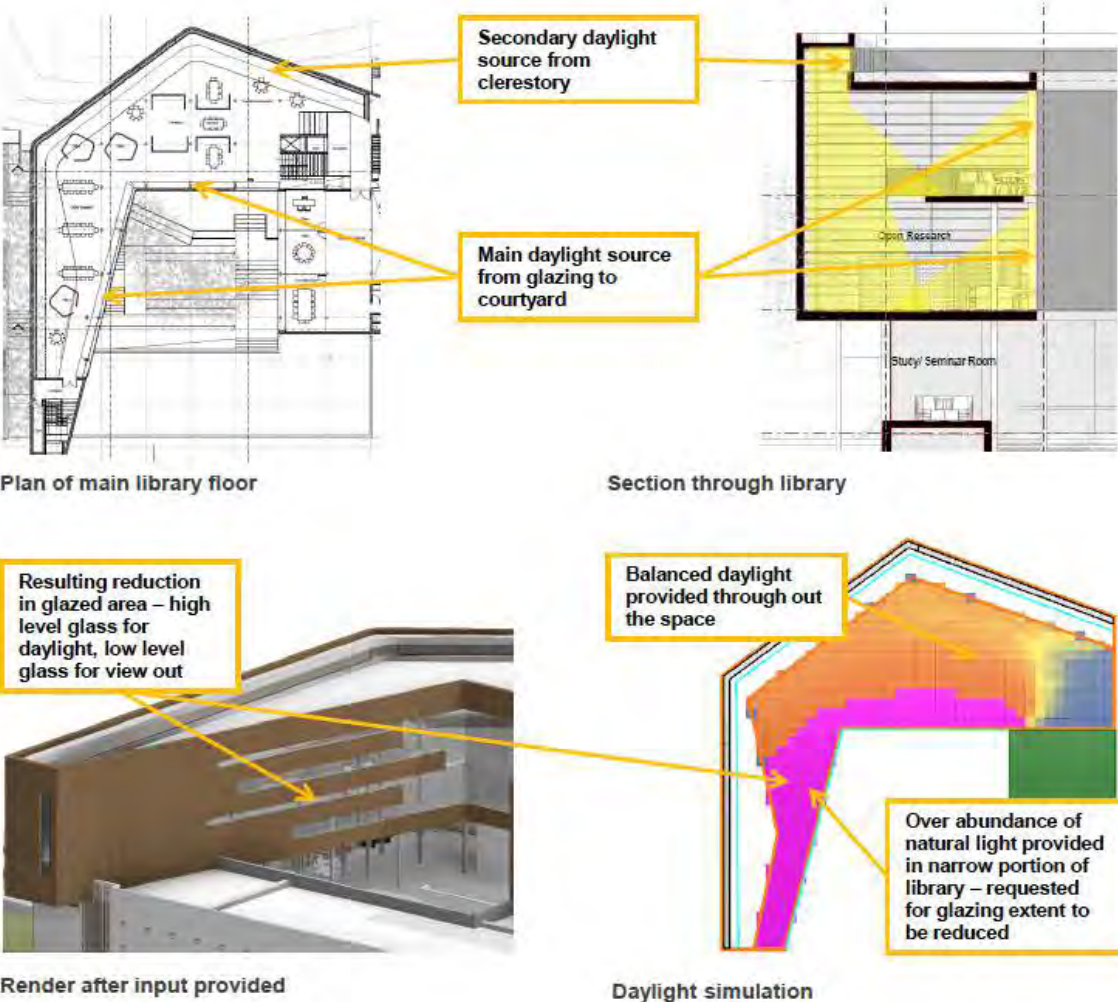 Secondary daylight
source from
clerestory
Open Research
Main daylight source
from glazing to
courtyard
Study/ Seminar Room
Plan of main library floor
Section through library
Resulting reduction
in glazed area – high
level glass for
daylight, low level
glass for view out
Balanced daylight
provided through out
the space
Over abundance of
natural light provided
in narrow portion of
library – requested
for glazing extent to
be reduced
Render after input provided
Daylight simulation